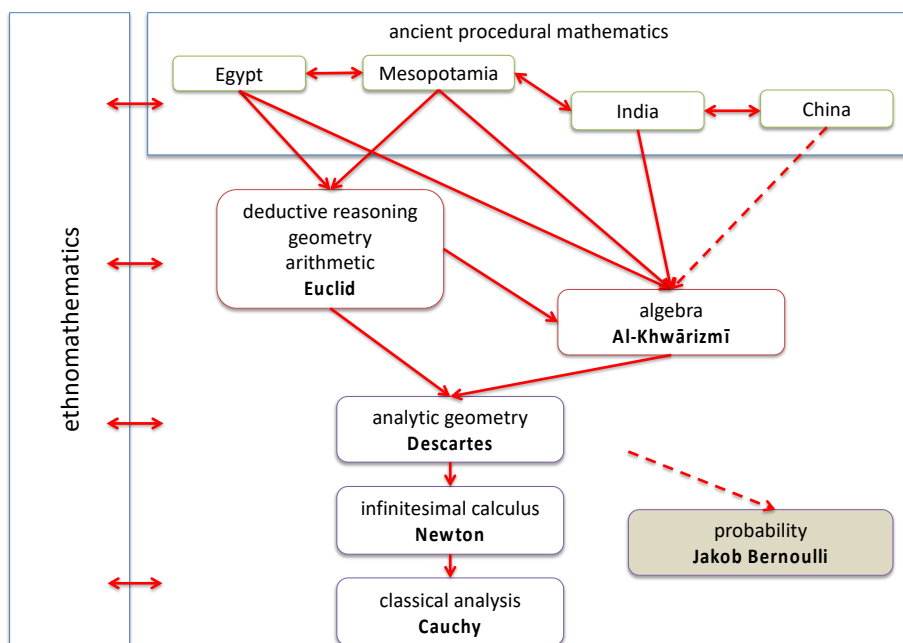 ancient procedural mathematics
Egypt
Mesopotamia
India
China
ethnomathematics
deductive reasoning
geometry
arithmetic
Euclid
algebra
Al-Khwārizmī
analytic geometry
Descartes
infinitesimal calculus
Newton
probability
Jakob Bernoulli
classical analysis
Cauchy